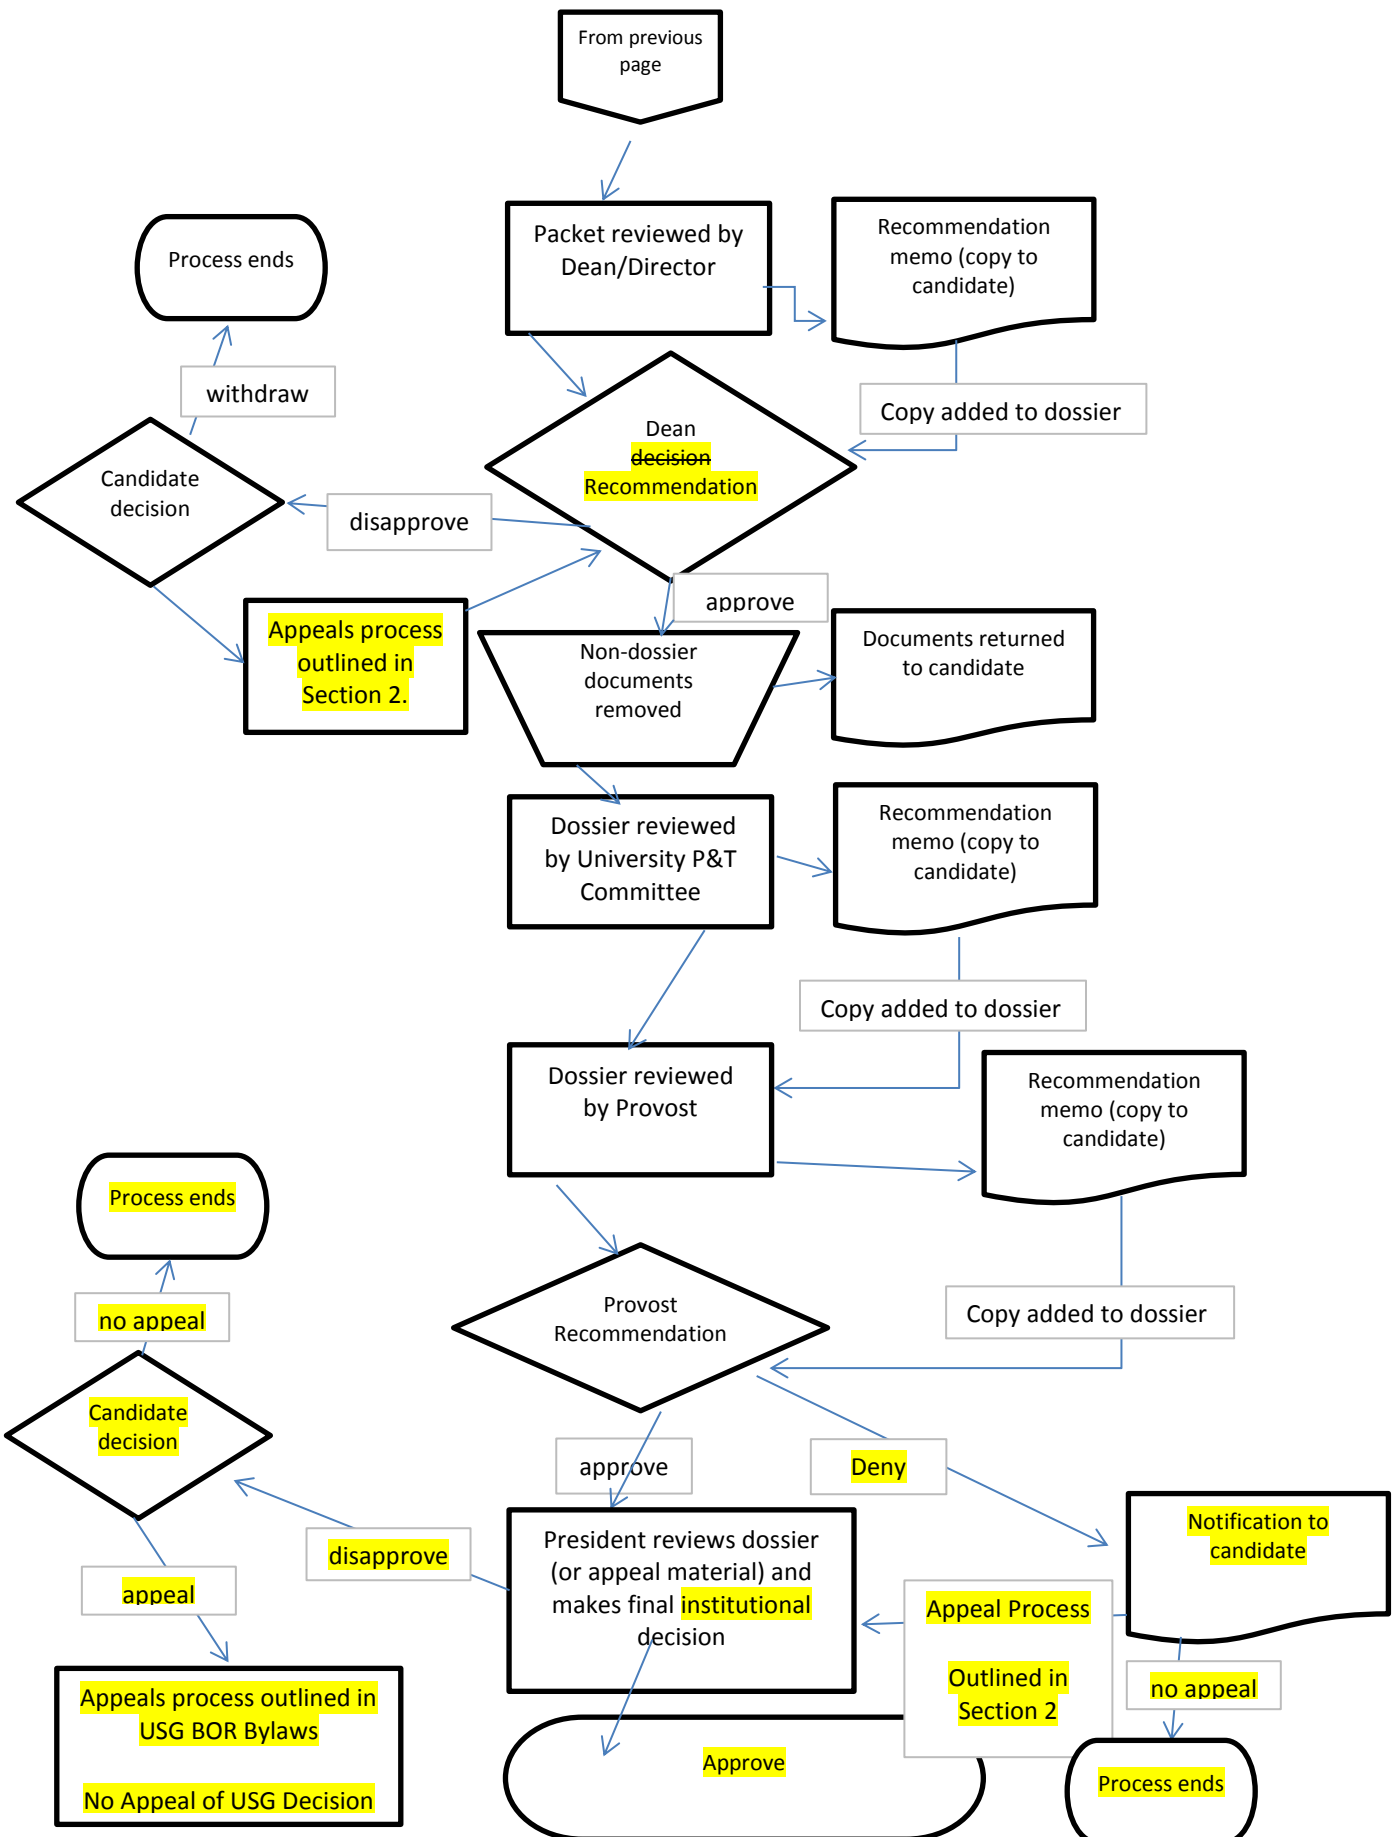 From previous
page
Packet reviewed by
Dean/Director
Recommendation
memo (copy to
candidate)
Process ends
withdraw
Copy added to dossier
Dean
decision
Recommendation
Candidate
decision
disapprove
approve
Appeals process
outlined in
Section 2.
Non-dossier
documents
removed
Documents returned
to candidate
Dossier reviewed
by University P&T
Committee
Recommendation
memo (copy to
candidate)
Copy added to dossier
Dossier reviewed
by Provost
Recommendation
memo (copy to
candidate)
Process ends
no appeal
Provost
Recommendation
Copy added to dossier
Candidate
decision
approve
Deny
disapprove
President reviews dossier
(or appeal material) and
makes final institutional
decision
Notification to
candidate
appeal
Appeal Process
Outlined in
Section 2
no appeal
Appeals process outlined in
USG BOR Bylaws
No Appeal of USG Decision
Approve
Process ends